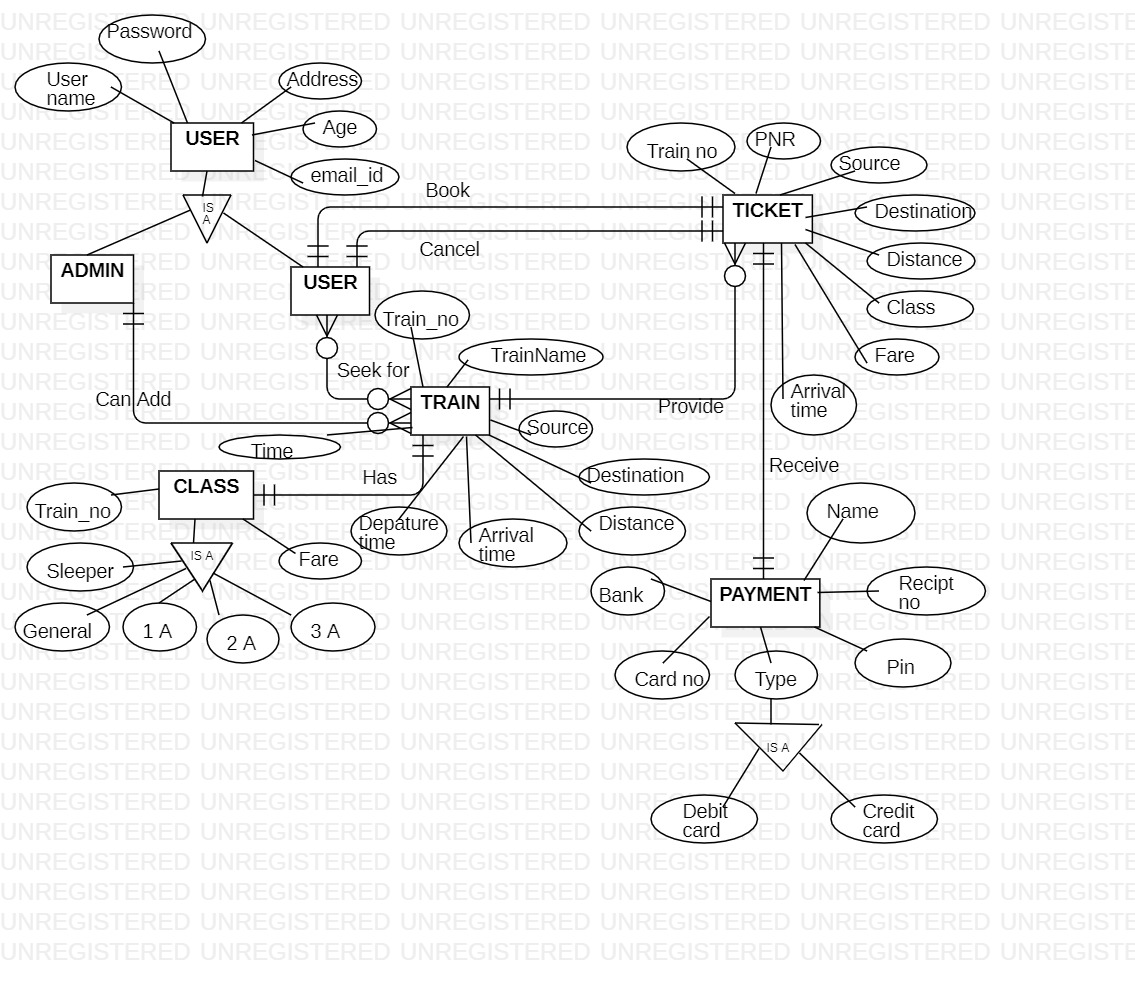 Password
User
name
Address
USER
Age
email_id
IS
A
ADMIN
USER
Book
Cancel
Train no
PNR
Source
TICKET
Destination
Distance
Class
Fare
Arrival
time
Train_no
TrainName
Seek for
TRAIN
Can Add
Provide
Source
Time
Has
Destination
Receive
CLASS
Train_no
Depature
time
Arrival
time
Distance
Name
IS A
Sleeper
Fare
General
1 A
2 A
3 A
Bank
PAYMENT
Recipt
no
Card no
Type
Pin
IS A
Debit
card
Credit
card
UNREGISTERED UNREGISTERED UNREGISTERED UNREGISTERED UNREGISTERED